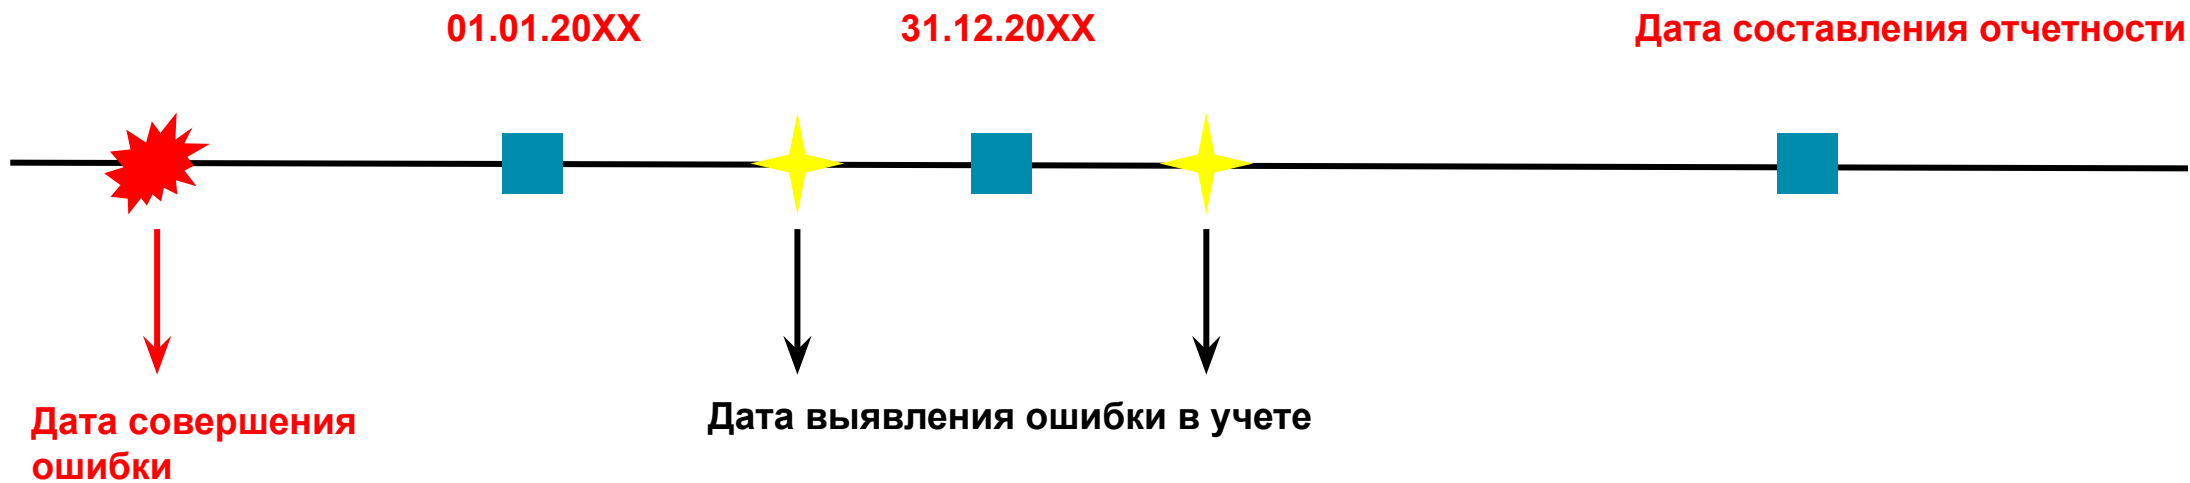 01.01.20XX
31.12.20XX
Дата составления отчетности
Дата совершения
ошибки
Дата выявления ошибки в учете